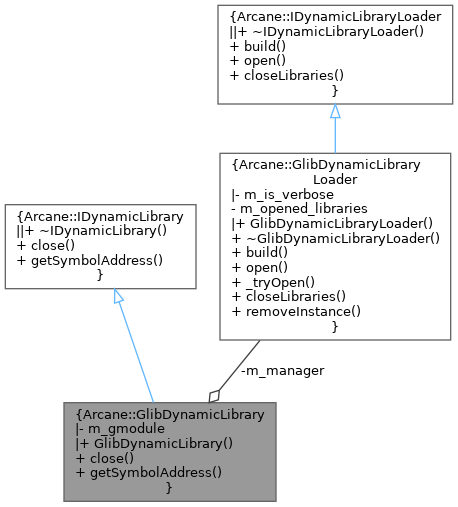 {Arcane::IDynamicLibraryLoader
||+ ~IDynamicLibraryLoader()
+ build()
+ open()
+ closeLibraries()
}
{Arcane::GlibDynamicLibrary
Loader
|- m_is_verbose
- m_opened_libraries
|+ GlibDynamicLibraryLoader()
+ ~GlibDynamicLibraryLoader()
+ build()
+ open()
+ _tryOpen()
+ closeLibraries()
+ removeInstance()
}
{Arcane::IDynamicLibrary
||+ ~IDynamicLibrary()
+ close()
+ getSymbolAddress()
}
-m_manager
{Arcane::GlibDynamicLibrary
|- m_gmodule
|+ GlibDynamicLibrary()
+ close()
+ getSymbolAddress()
}